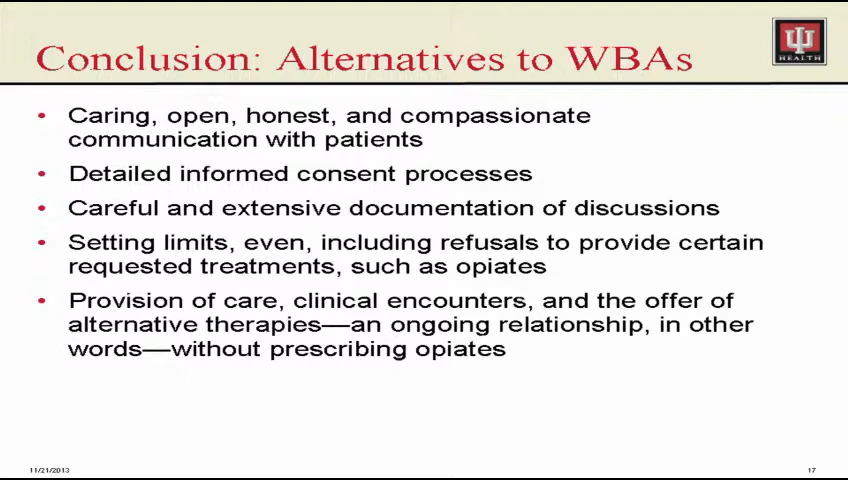 Conclusion: Alternatives to WBAs
HEALTH
• Caring, open, honest, and compassionate
communication with patients
• Detailed informed consent processes
• Careful and extensive documentation of discussions
• Setting limits, even, including refusals to provide certain
requested treatments, such as opiates
• Provision of care, clinical encounters, and the offer of
alternative therapies—an ongoing relationship, in other
words—without prescribing opiates
11/21/2013
17